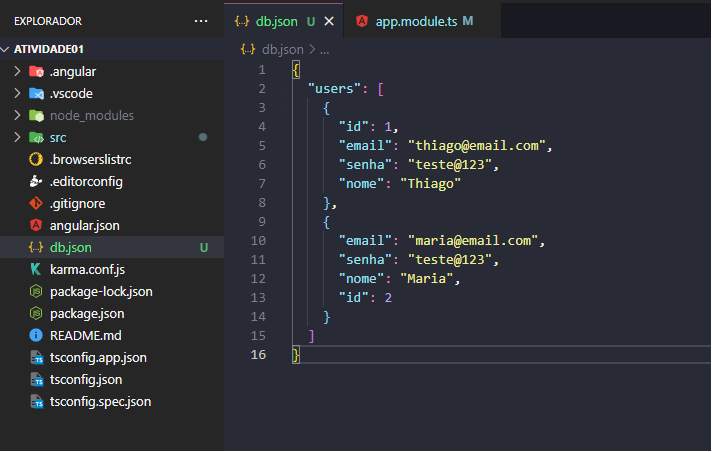 EXPLORADOR ...
db.json U
app.module.ts M
ATIVIDADE01
.angular
.vscode
node_modules
src
.browserslistrc
.editorconfig
.gitignore
angular.json
db.json U
karma.conf.js
package-lock.json
package.json
README.md
tsconfig.app.json
tsconfig.json
tsconfig.spec.json
{..} db.json > ...
1 {
2 "users": [
3 {
4 "id": 1,
5 "email": "thiago@email.com",
6 "senha": "teste@123",
7 "nome": "Thiago"
8 },
9 {
10 "email": "maria@email.com",
11 "senha": "teste@123",
12 "nome": "Maria",
13 "id": 2
14 }
15 ]
16 }